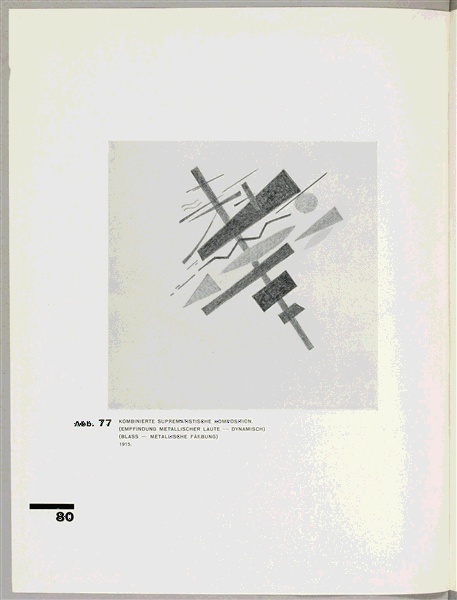 Abb. 77 KOMBINIERTE SUPREMATISTISCHE KOMPOSITION.
(EMPFINDUNG METALLISCHER LAUTE — DYNAMISCH)
(BLASS — METALLISCHE FÄRBUNG)
1915.
80